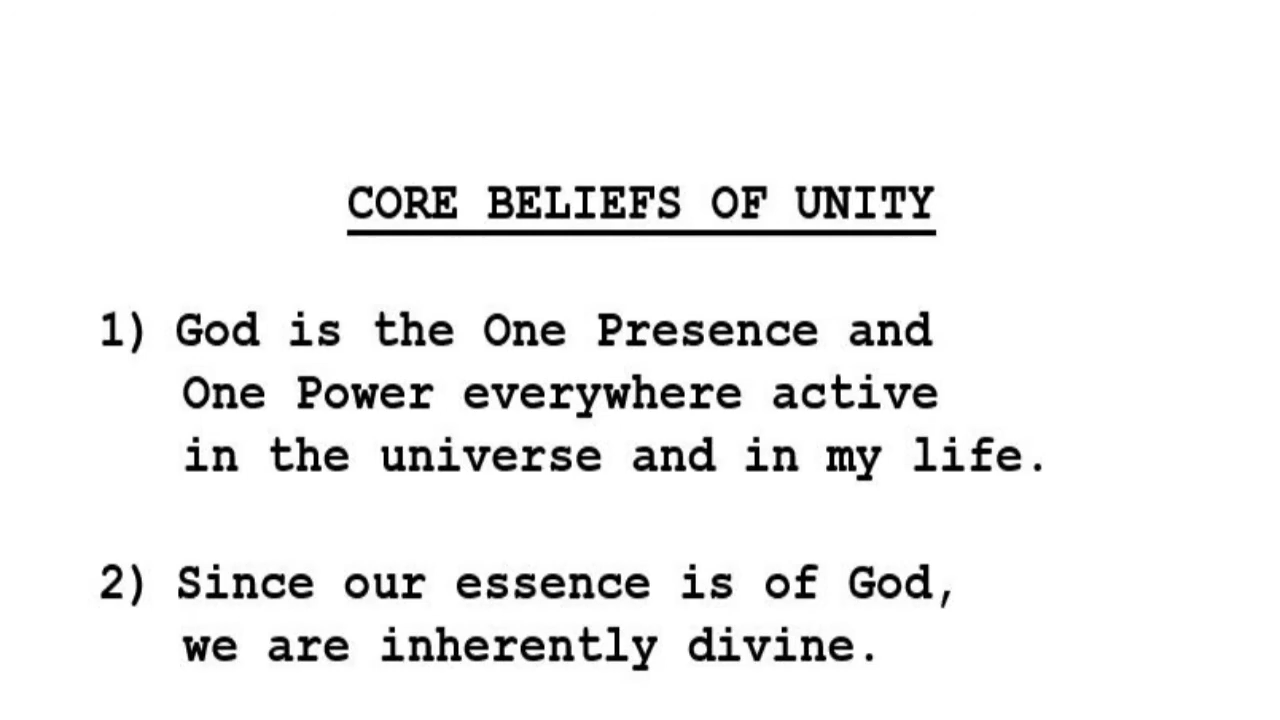 CORE BELIEFS OF UNITY
1) God is the One Presence and
One Power everywhere active
in the universe and in my life.
2) Since our essence is of God,
we are inherently divine.